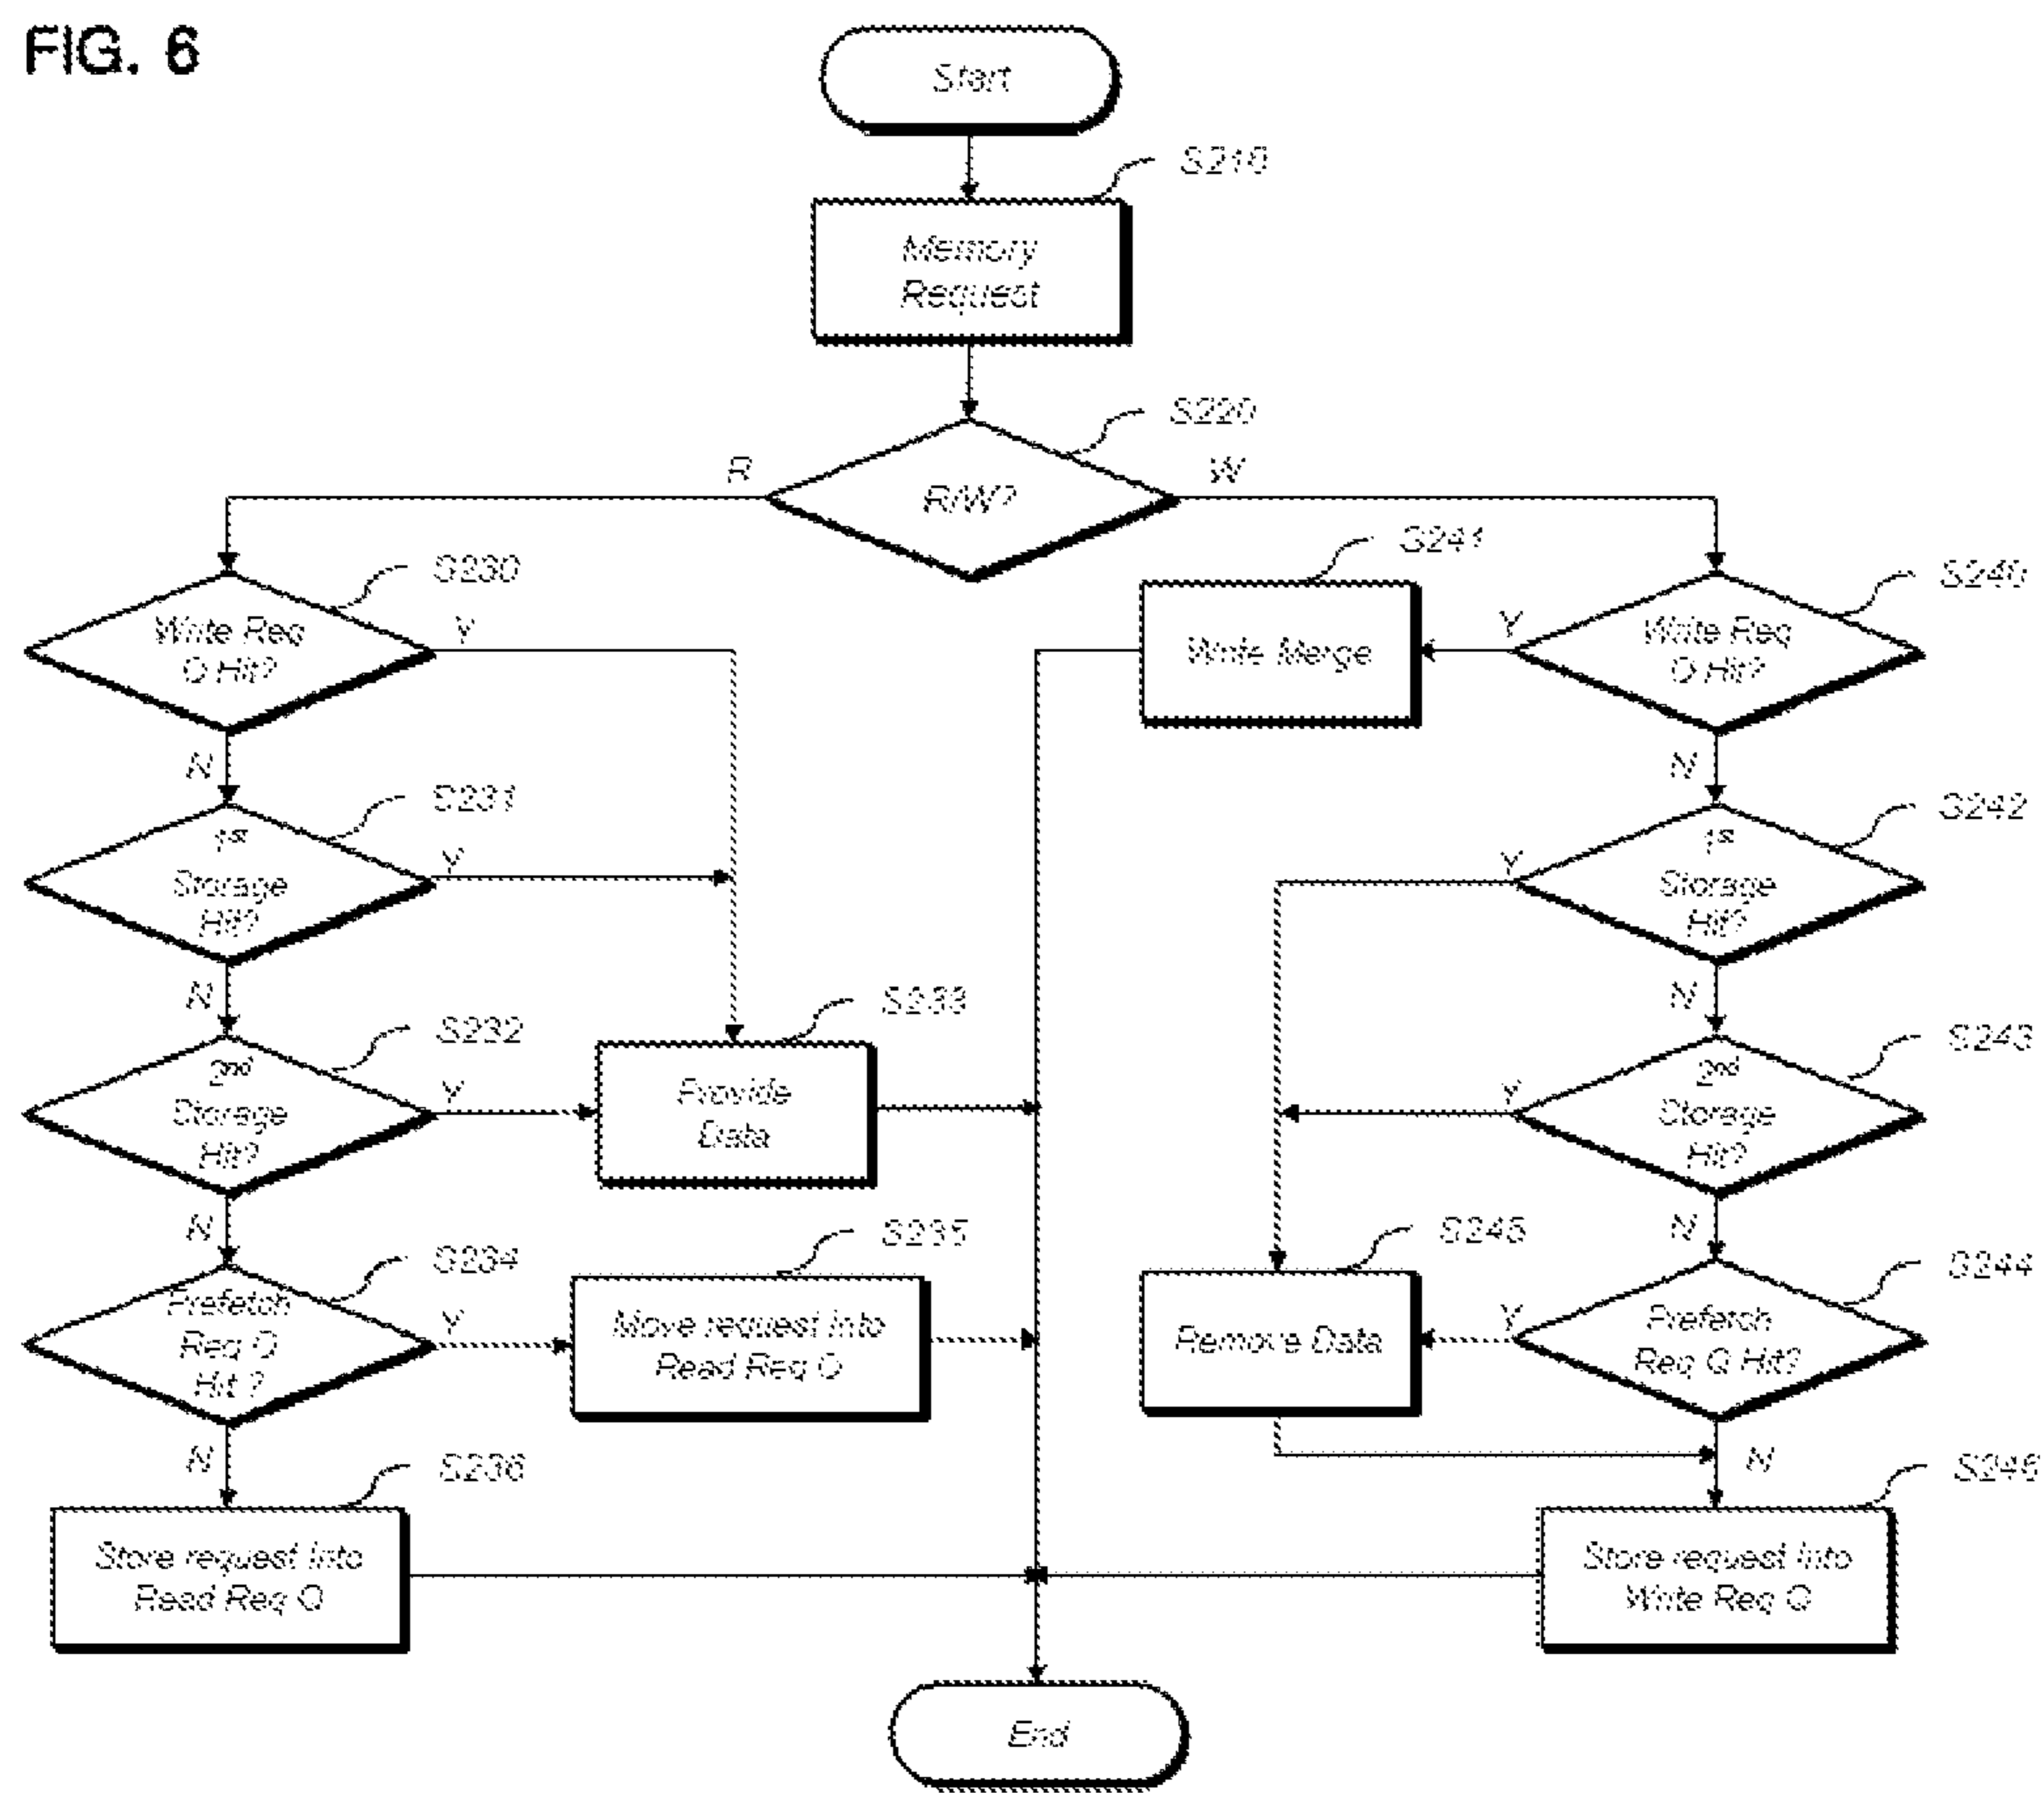 FIG. 6
Start
S210
Memory
Request
S220
R
R/W?
W
S230
Write Req
Q Hit?
Y
N
S241
Write Merge
S240
Write Req
Q Hit?
Y
N
S231
1st
Storage
Hit?
Y
N
S242
1st
Storage
Hit?
Y
N
S232
2nd
Storage
Hit?
Y
N
S233
Provide
Data
S243
2nd
Storage
Hit?
Y
N
S234
Prefetch
Req Q
Hit ?
Y
N
S235
Move request into
Read Req Q
S245
Remove Data
S244
Prefetch
Req Q Hit?
Y
N
S236
Store request into
Read Req Q
S246
Store request into
Write Req Q
End